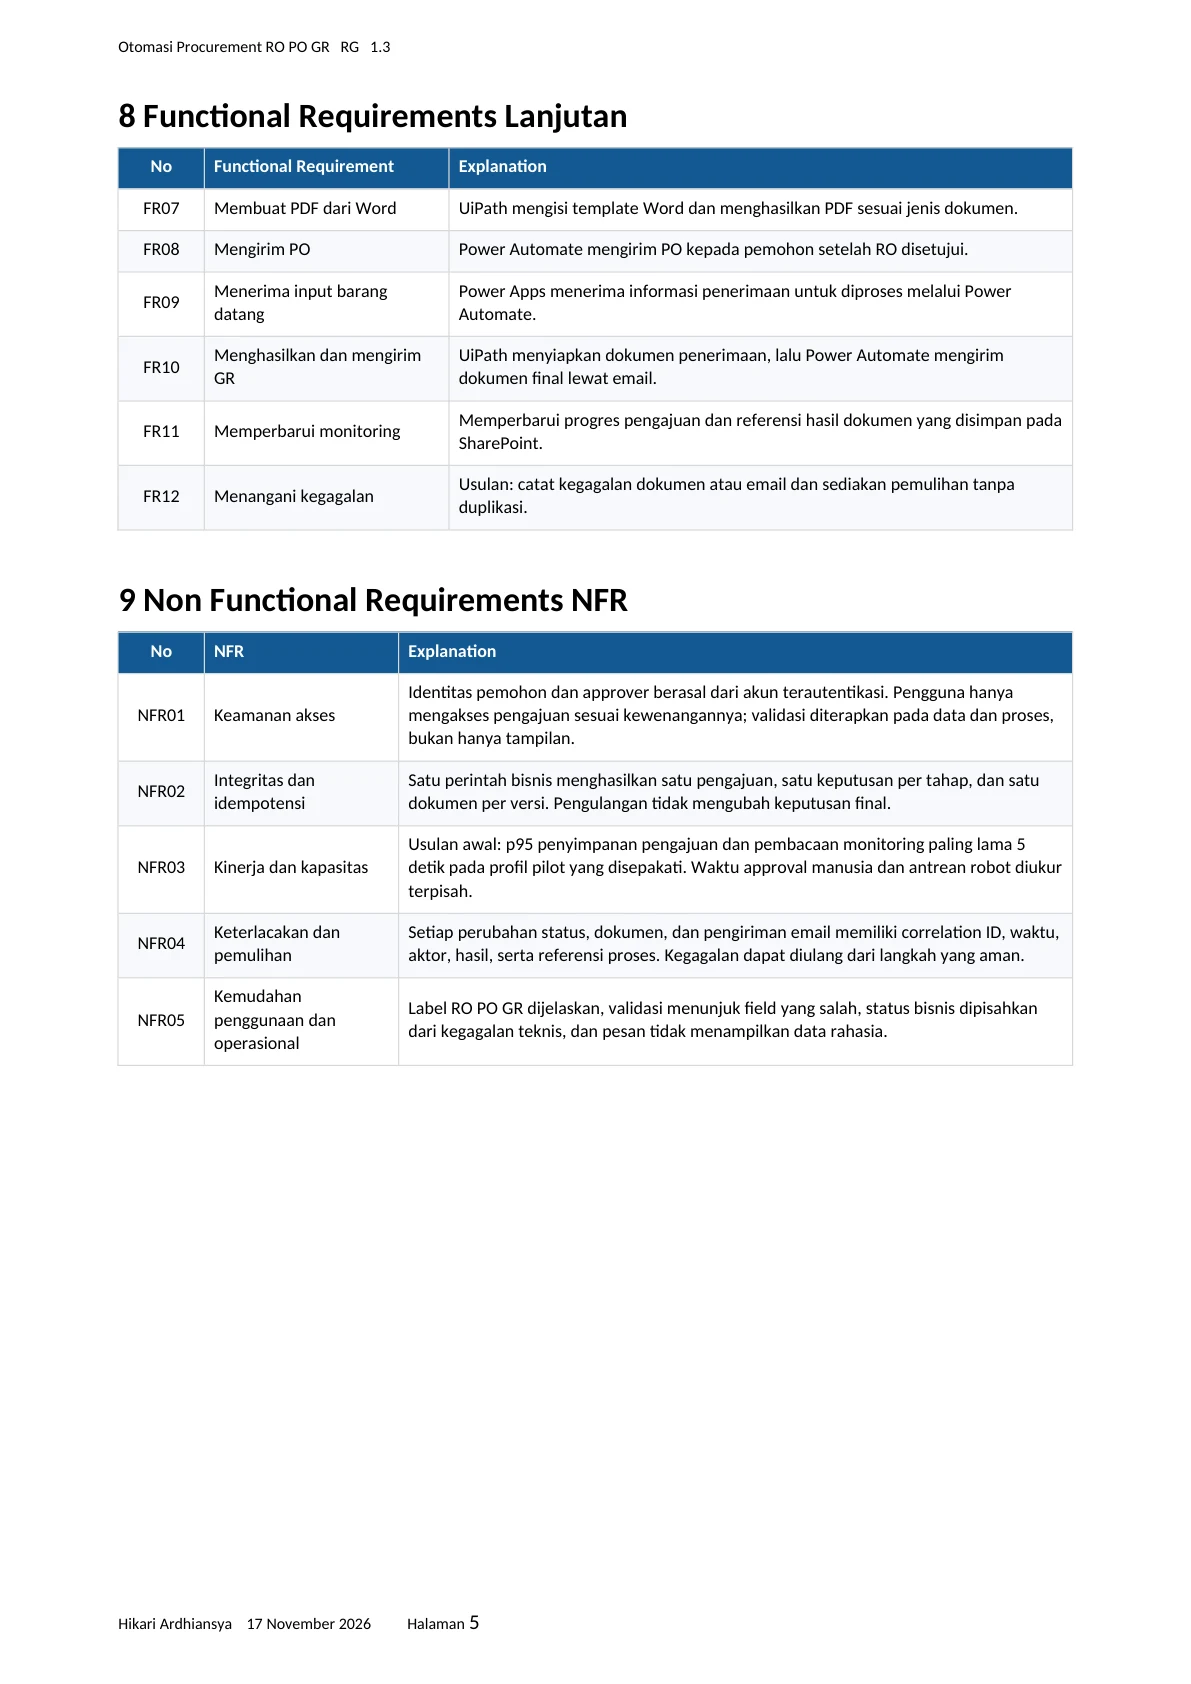 Otomasi Procurement RO PO GR RG 1.3
8 Functional Requirements Lanjutan
No Functional Requirement Explanation
FR07 Membuat PDF dari Word UiPath mengisi template Word dan menghasilkan PDF sesuai jenis dokumen.
FR08 Mengirim PO Power Automate mengirim PO kepada pemohon setelah RO disetujui.
FR09
Menerima input barang
datang
Power Apps menerima informasi penerimaan untuk diproses melalui Power
Automate.
FR10
Menghasilkan dan mengirim
GR
UiPath menyiapkan dokumen penerimaan, lalu Power Automate mengirim
dokumen final lewat email.
FR11
Memperbarui monitoring
Memperbarui progres pengajuan dan referensi hasil dokumen yang disimpan pada
SharePoint.
FR12
Menangani kegagalan
Usulan: catat kegagalan dokumen atau email dan sediakan pemulihan tanpa
duplikasi.
9 Non Functional Requirements NFR
No NFR Explanation
NFR01
Keamanan akses
Identitas pemohon dan approver berasal dari akun terautentikasi. Pengguna hanya
mengakses pengajuan sesuai kewenangannya; validasi diterapkan pada data dan proses,
bukan hanya tampilan.
NFR02
Integritas dan
idempotensi
Satu perintah bisnis menghasilkan satu pengajuan, satu keputusan per tahap, dan satu
dokumen per versi. Pengulangan tidak mengubah keputusan final.
NFR03
Kinerja dan kapasitas
Usulan awal: p95 penyimpanan pengajuan dan pembacaan monitoring paling lama 5
detik pada profil pilot yang disepakati. Waktu approval manusia dan antrean robot diukur
terpisah.
NFR04
Keterlacakan dan
pemulihan
Setiap perubahan status, dokumen, dan pengiriman email memiliki correlation ID, waktu,
aktor, hasil, serta referensi proses. Kegagalan dapat diulang dari langkah yang aman.
NFR05
Kemudahan
penggunaan dan
operasional
Label RO PO GR dijelaskan, validasi menunjuk field yang salah, status bisnis dipisahkan
dari kegagalan teknis, dan pesan tidak menampilkan data rahasia.
Hikari Ardhiansya 17 November 2026 Halaman 5